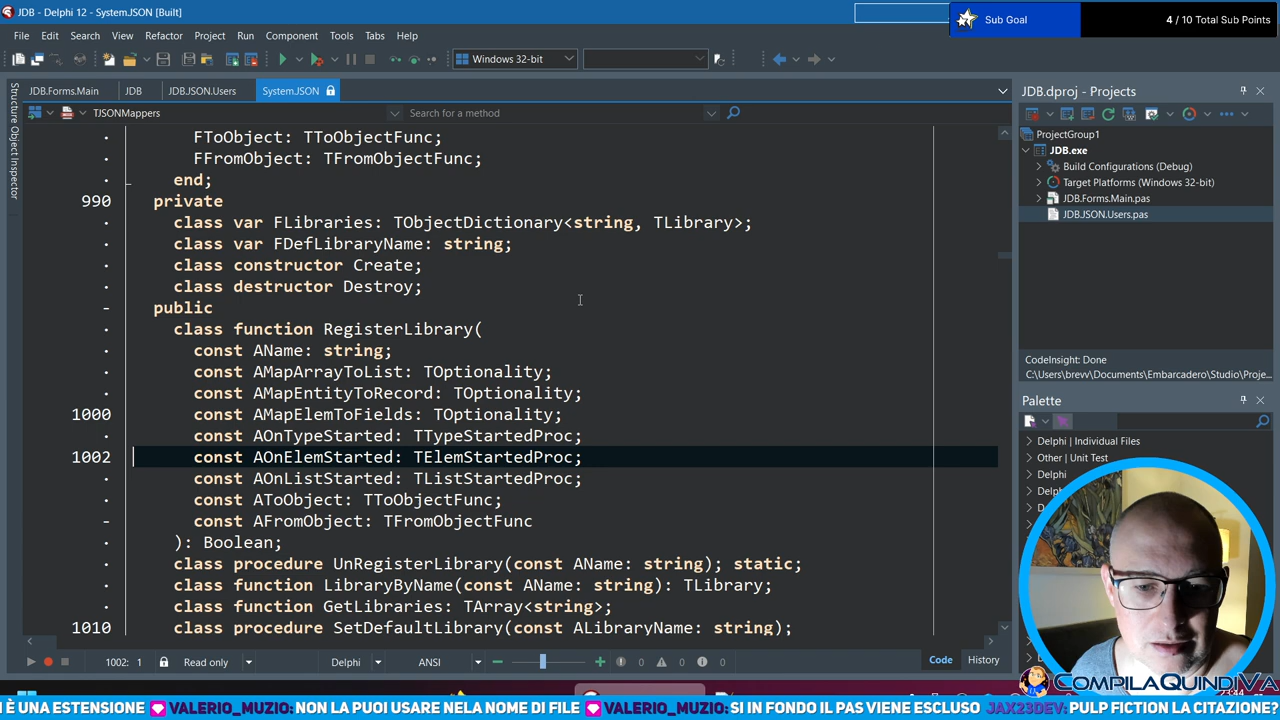 JDB - Delphi 12 - System.JSON [Built]
Sub Goal
4 / 10 Total Sub Points
File Edit Search View Refactor Project Run Component Tools Tabs Help
Windows 32-bit
JDB.Forms.Main JDB JDB.JSON.Users System.JSON
JDB.dproj - Projects
TJSONMappers
Search for a method
Structure Object Inspector
ProjectGroup1
JDB.exe
Build Configurations (Debug)
Target Platforms (Windows 32-bit)
JDB.Forms.Main.pas
JDBJSON.Users.pas
FToObject: TToObjectFunc;
FFromObject: TFromObjectFunc;
end;
990 private
class var FLibraries: TObjectDictionary<string, TLibrary>;
class var FDefLibraryName: string;
class constructor Create;
class destructor Destroy;
public
class function RegisterLibrary(
const AName: string;
const AMapArrayToList: TOptionality;
const AMapEntityToRecord: TOptionality;
1000 const AMapElemToFields: TOptionality;
const AOnTypeStarted: TTypeStartedProc;
1002 const AOnElemStarted: TElemStartedProc;
const AOnListStarted: TListStartedProc;
const AToObject: TToObjectFunc;
const AFromObject: TFromObjectFunc
): Boolean;
class procedure UnRegisterLibrary(const AName: string); static;
class function LibraryByName(const AName: string): TLibrary;
class function GetLibraries: TArray<string>;
1010 class procedure SetDefaultLibrary(const ALibraryName: string);
CodeInsight: Done
C:\Users\brevv\Documents\Embarcadero\Studio\Proje...
Palette
Delphi | Individual Files
Other | Unit Test
Delphi
Delp
D
1002: 1 Read only Delphi ANSI 0 0 0 Code History
COMPILAQUINDIVA
23:44
I È UNA ESTENSIONE VALERIO_MUZIO: NON LA PUOI USARE NELA NOME DI FILE VALERIO_MUZIO: SI IN FONDO IL PAS VIENE ESCLUSO JAX23DEV: PULP FICTION LA CITAZIONE?